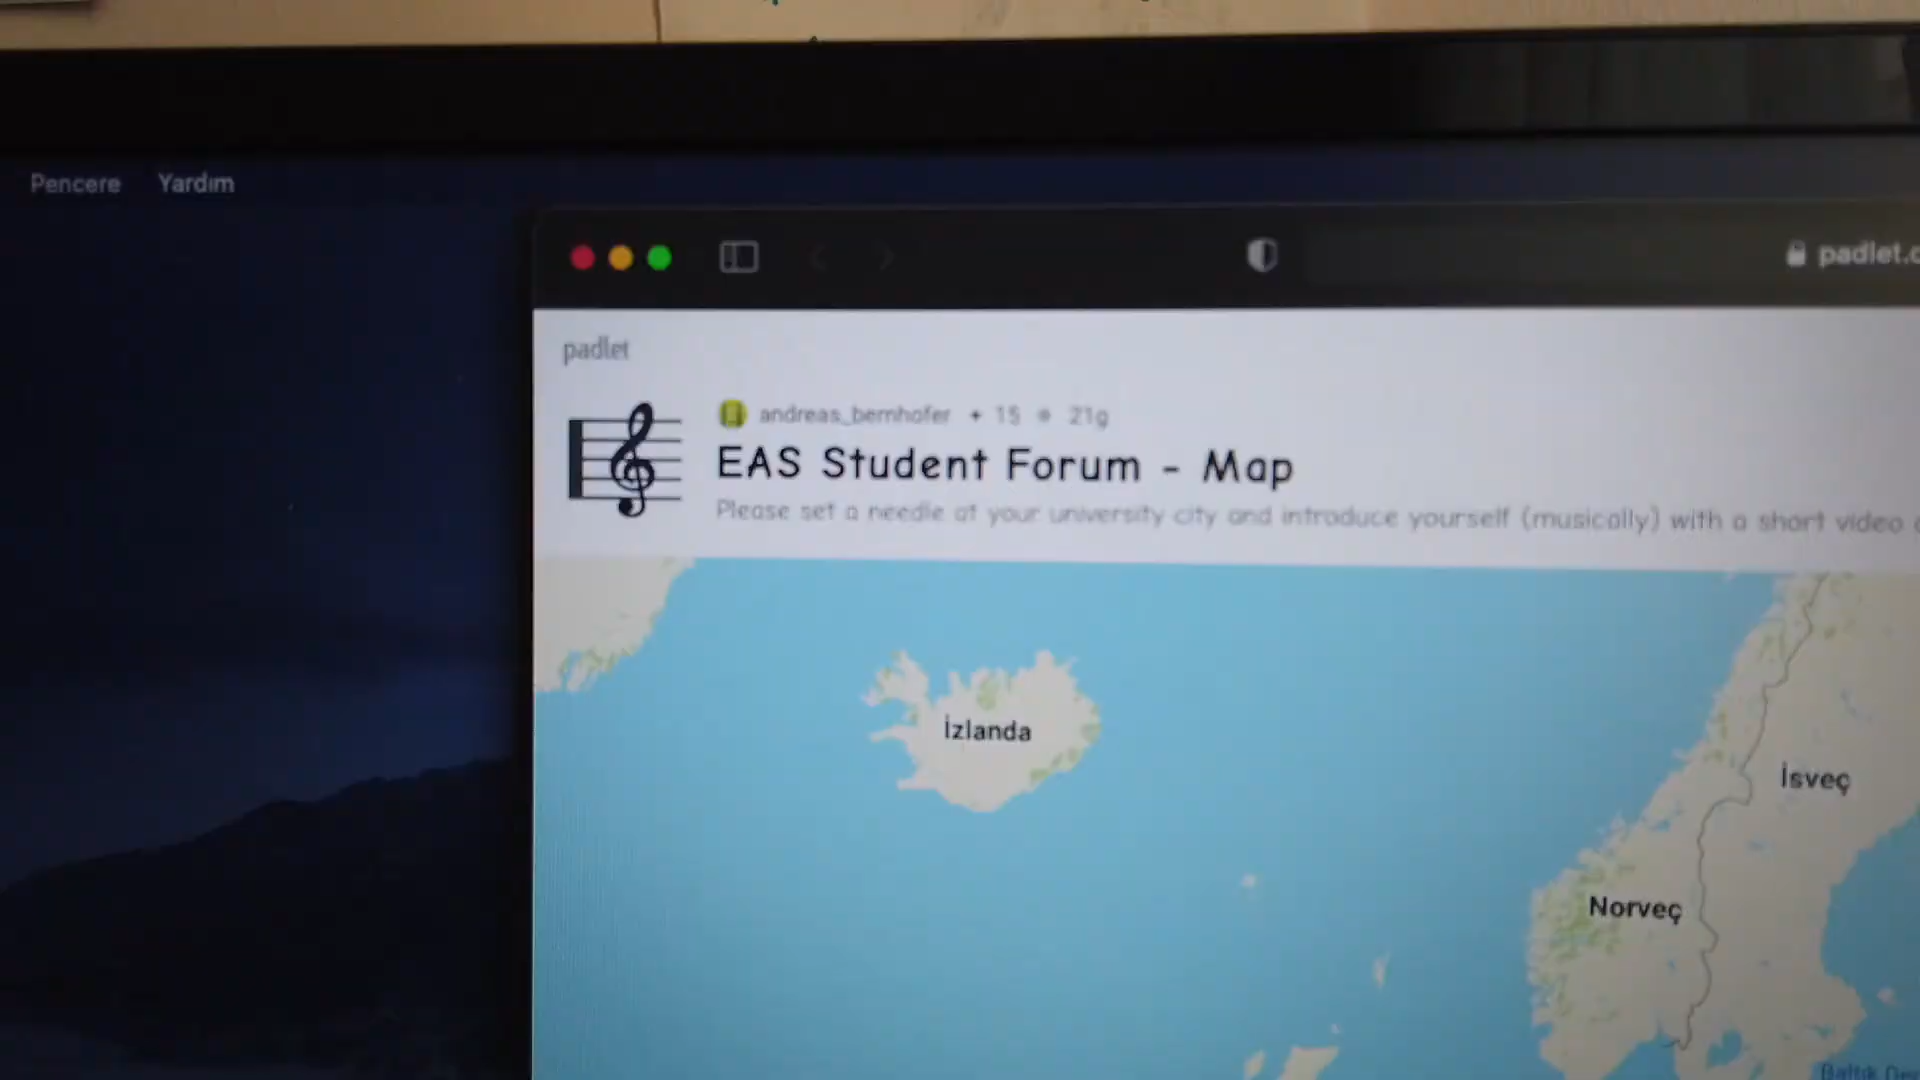 Pencere Yardım
padlet.c
padlet
andreas_bernhofer + 15 • 21g
EAS Student Forum - Map
Please set a needle at your university city and introduce yourself (musically) with a short video
İzlanda
İsveç
Norveç
Baltık